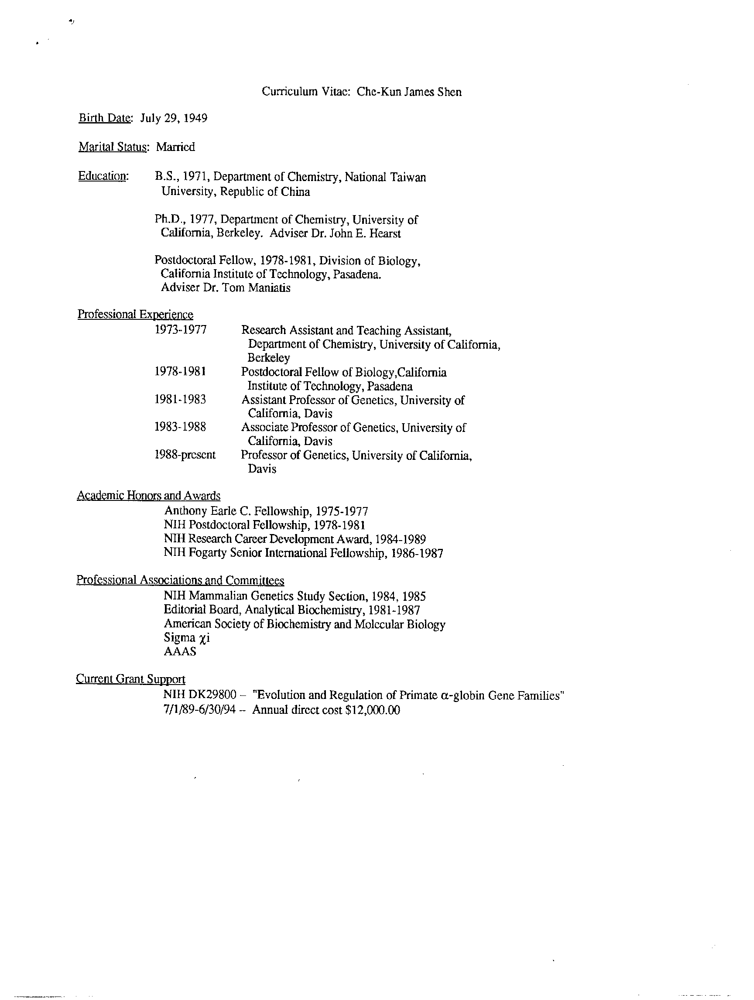 Curriculum Vitae: Che-Kun James Shen
Birth Date: July 29, 1949
Marital Status: Married
Education: B.S., 1971, Department of Chemistry, National Taiwan
University, Republic of China
Ph.D., 1977, Department of Chemistry, University of
California, Berkeley. Adviser Dr. John E. Hearst
Postdoctoral Fellow, 1978-1981, Division of Biology,
California Institute of Technology, Pasadena.
Adviser Dr. Tom Maniatis
Professional Experience
1973-1977 Research Assistant and Teaching Assistant,
Department of Chemistry, University of California,
Berkeley
1978-1981 Postdoctoral Fellow of Biology,California
Institute of Technology, Pasadena
1981-1983 Assistant Professor of Genetics, University of
California, Davis
1983-1988 Associate Professor of Genetics, University of
California, Davis
1988-present Professor of Genetics, University of California,
Davis
Academic Honors and Awards
Anthony Earle C. Fellowship, 1975-1977
NIH Postdoctoral Fellowship, 1978-1981
NIH Research Career Development Award, 1984-1989
NIH Fogarty Senior International Fellowship, 1986-1987
Professional Associations and Committees
NIH Mammalian Genetics Study Section, 1984, 1985
Editorial Board, Analytical Biochemistry, 1981-1987
American Society of Biochemistry and Molecular Biology
Sigma χi
AAAS
Current Grant Support
NIH DK29800 – "Evolution and Regulation of Primate α-globin Gene Families"
7/1/89-6/30/94 -- Annual direct cost $12,000.00